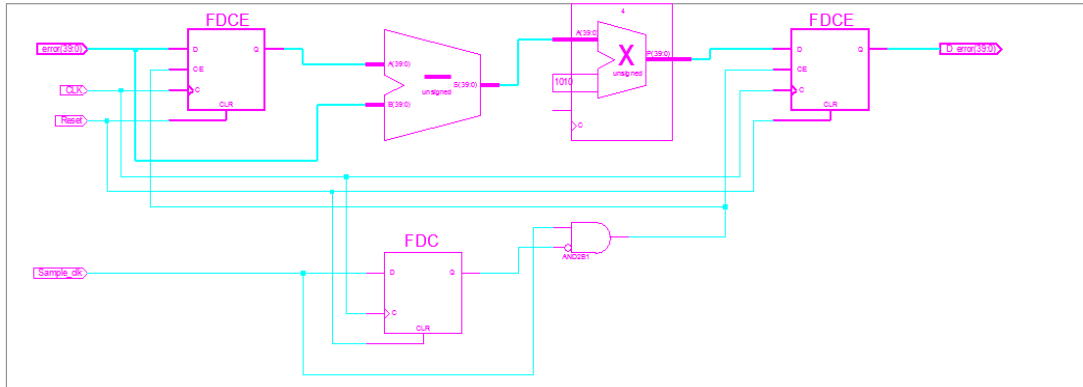 FDCE
4
FDCE
error(39:0)
D
Q
A(39:0)
unsigned
S(39:0)
B(39:0)
A(39:0)
X
P(39:0)
unsigned
1010
C
D
Q
D_error(39:0)
CE
CE
CLK
C
C
CLR
CLR
Reset
FDC
AND2B1
Sample_clk
D
Q
C
CLR